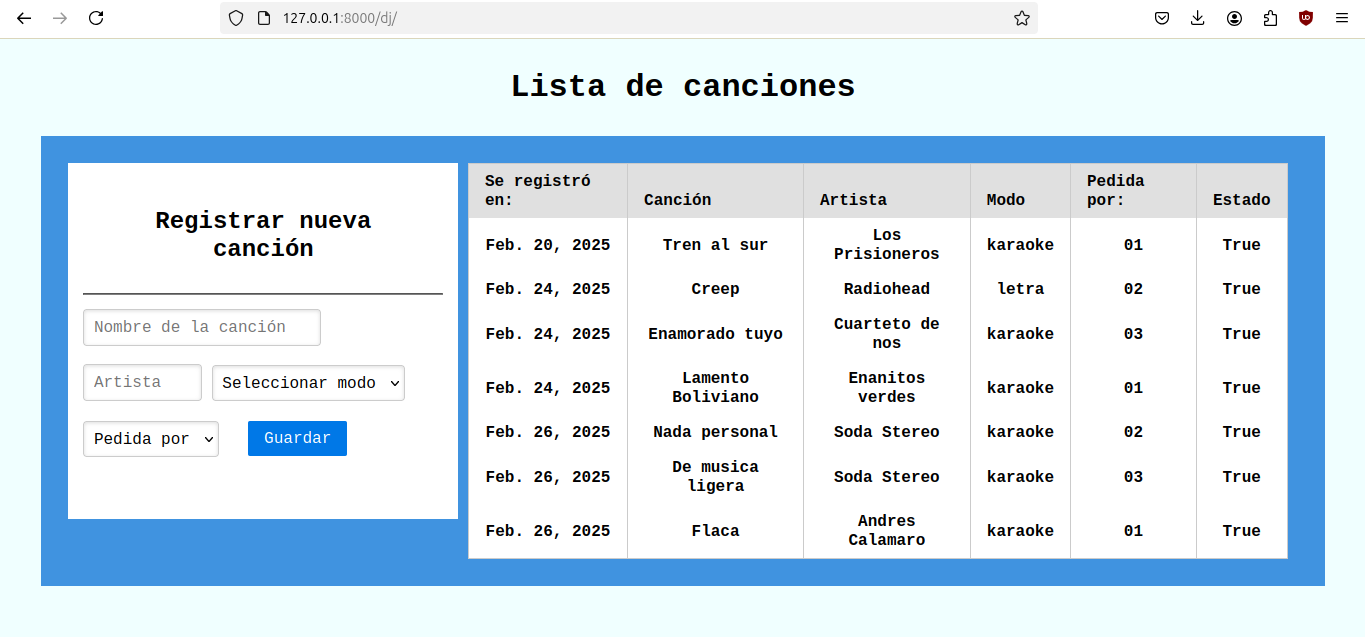 127.0.0.1:8000/dj/
Lista de canciones
Registrar nueva
canción
Nombre de la canción
Artista
Seleccionar modo
Pedida por
Guardar
Se registró
en:
Canción
Artista
Modo
Pedida
por:
Estado
Feb. 20, 2025 Tren al sur Los
Prisioneros karaoke 01 True
Feb. 24, 2025 Creep Radiohead letra 02 True
Feb. 24, 2025 Enamorado tuyo Cuarteto de
nos karaoke 03 True
Feb. 24, 2025 Lamento
Boliviano Enanitos
verdes karaoke 01 True
Feb. 26, 2025 Nada personal Soda Stereo karaoke 02 True
Feb. 26, 2025 De musica
ligera Soda Stereo karaoke 03 True
Feb. 26, 2025 Flaca Andres
Calamaro karaoke 01 True